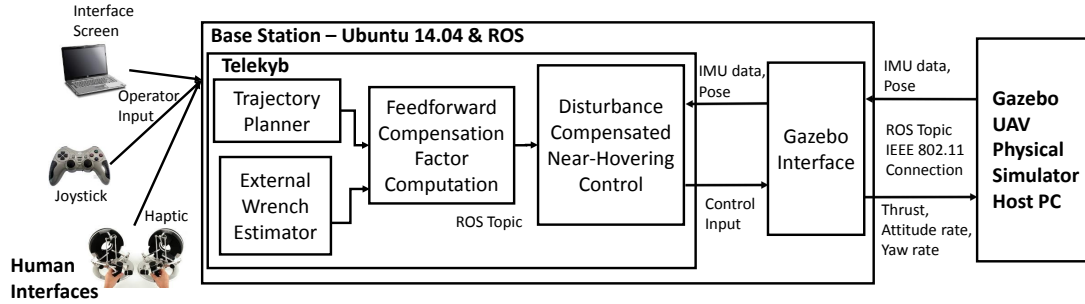 Interface
Screen
Operator
Input
Joystick
Haptic
Human
Interfaces
Base Station – Ubuntu 14.04 & ROS
Telekyb
Trajectory
Planner
External
Wrench
Estimator
Feedforward
Compensation
Factor
Computation
ROS Topic
Disturbance
Compensated
Near-Hovering
Control
IMU data,
Pose
Control
Input
Gazebo
Interface
IMU data,
Pose
ROS Topic
IEEE 802.11
Connection
Thrust,
Attitude rate,
Yaw rate
Gazebo
UAV
Physical
Simulator
Host PC